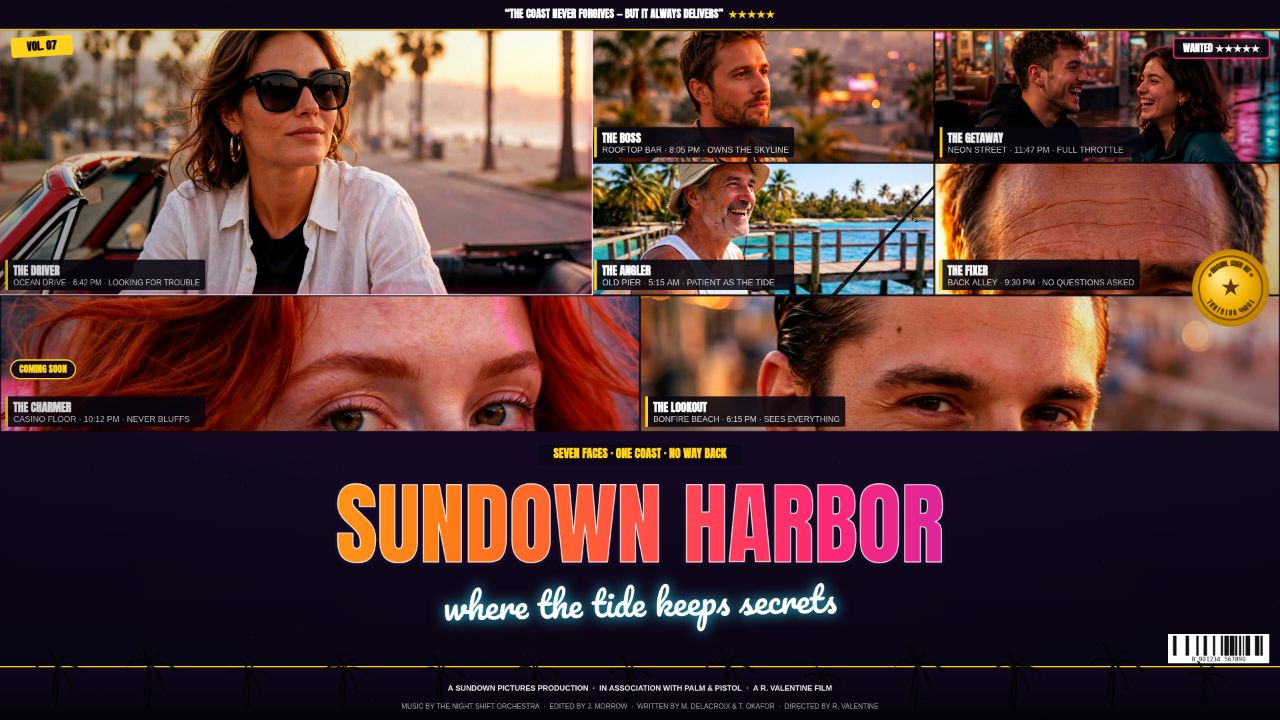 “THE COAST NEVER FORGIVES — BUT IT ALWAYS DELIVERS” ★★★★★
VOL. 07
WANTED ★★★★★
THE BOSS
ROOFTOP BAR · 8:05 PM · OWNS THE SKYLINE
THE GETAWAY
NEON STREET · 11:47 PM · FULL THROTTLE
THE DRIVER
OCEAN DRIVE · 6:42 PM · LOOKING FOR TROUBLE
THE ANGLER
OLD PIER · 5:15 AM · PATIENT AS THE TIDE
THE FIXER
BACK ALLEY · 9:30 PM · NO QUESTIONS ASKED
COMING SOON
THE CHARMER
CASINO FLOOR · 10:12 PM · NEVER BLUFFS
THE LOOKOUT
BONFIRE BEACH · 6:15 PM · SEES EVERYTHING
SEVEN FACES · ONE COAST · NO WAY BACK
SUNDOWN HARBOR
where the tide keeps secrets
8 901234 567890
A SUNDOWN PICTURES PRODUCTION · IN ASSOCIATION WITH PALM & PISTOL · A R. VALENTINE FILM
MUSIC BY THE NIGHT SHIFT ORCHESTRA · EDITED BY J. MORROW · WRITTEN BY M. DELACROIX & T. OKAFOR · DIRECTED BY R. VALENTINE